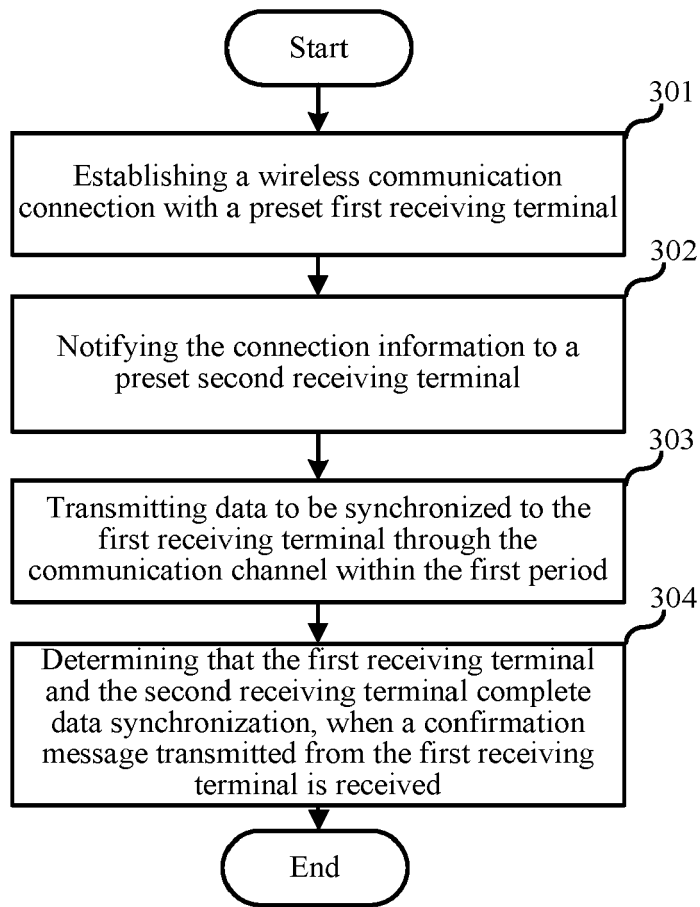 Start
301
Establishing a wireless communication
connection with a preset first receiving terminal
302
Notifying the connection information to a
preset second receiving terminal
303
Transmitting data to be synchronized to the
first receiving terminal through the
communication channel within the first period
304
Determining that the first receiving terminal
and the second receiving terminal complete
data synchronization, when a confirmation
message transmitted from the first receiving
terminal is received
End